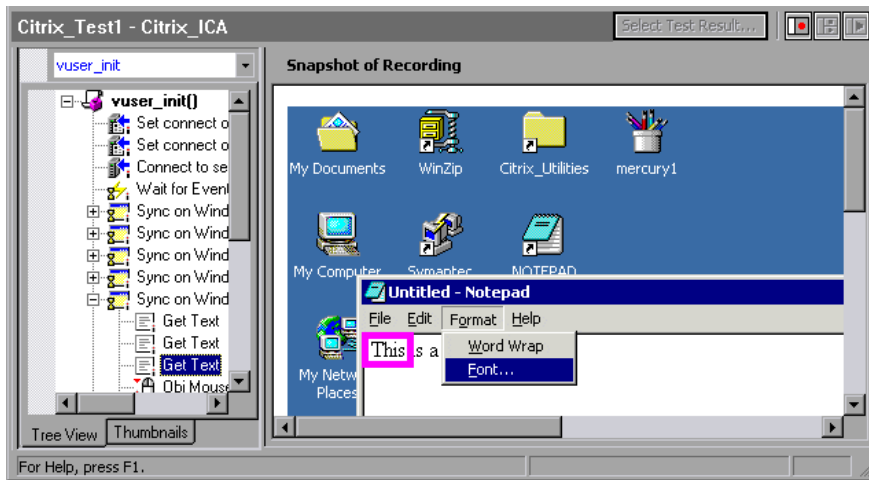 Citrix_Test1 - Citrix_ICA
Select Test Result...
vuser_init
vuser_init()
Set connect o
Set connect o
Connect to se
Wait for Event
Sync on Wind
Sync on Wind
Sync on Wind
Sync on Wind
Sync on Wind
Get Text
Get Text
Get Text
Obj Mouse
Tree View
Thumbnails
Snapshot of Recording
My Documents
WinZip
Citrix_Utilities
mercury1
My Computer
Symantec
NOTEPAD
My Netw
Places
Untitled - Notepad
File Edit Format Help
This is a
Word Wrap
Font...
For Help, press F1.